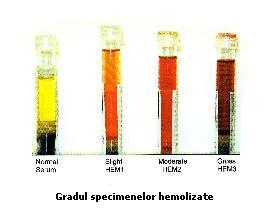 Normal Serum
Slight HEM1
Moderate HEM2
Gross HEM3
Gradul specimenelor hemolizate